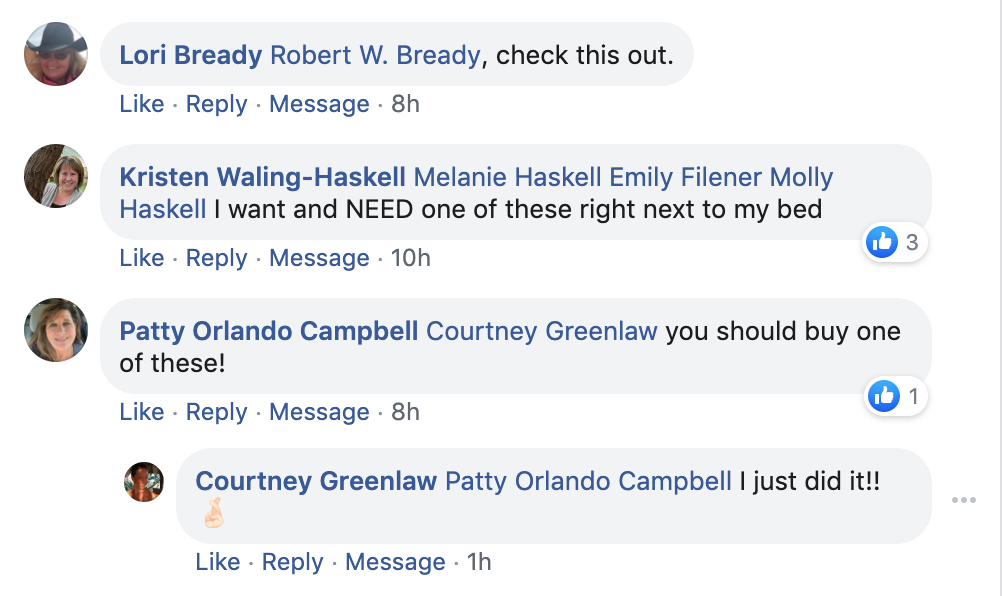 Lori Bready Robert W. Bready, check this out.
Like · Reply · Message · 8h
Kristen Waling-Haskell Melanie Haskell Emily Filener Molly
Haskell I want and NEED one of these right next to my bed
3
Like · Reply · Message · 10h
Patty Orlando Campbell Courtney Greenlaw you should buy one
of these!
1
Like · Reply · Message · 8h
Courtney Greenlaw Patty Orlando Campbell I just did it!!
🤞🏻
Like · Reply · Message · 1h